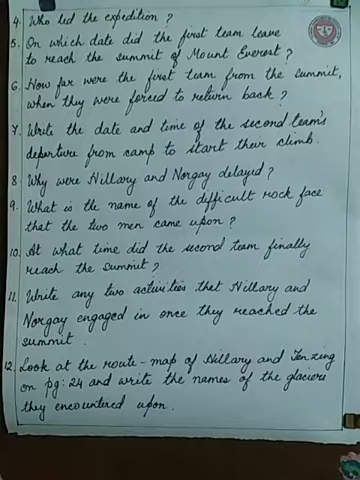 4. Who led the expedition?
5. On which date did the first team leave
to reach the summit of Mount Everest?
6. How far were the first team from the summit,
when they were forced to return back?
7. Write the date and time of the second team's
departure from camp to start their climb.
8. Why were Hillary and Norgay delayed?
9. What is the name of the difficult rock face
that the two men came upon?
10. At what time did the second team finally
reach the summit?
11. Write any two activities that Hillary and
Norgay engaged in once they reached the
summit.
12. Look at the route-map of Hillary and Tenzing
on pg: 24 and write the names of the glaciers
they encountered upon.